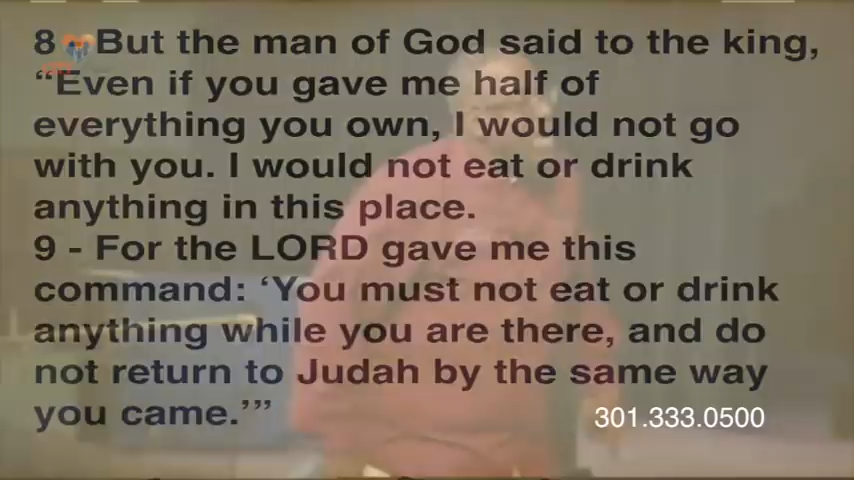 8 - But the man of God said to the king,
“Even if you gave me half of
everything you own, I would not go
with you. I would not eat or drink
anything in this place.
9 - For the LORD gave me this
command: ‘You must not eat or drink
anything while you are there, and do
not return to Judah by the same way
you came.’”
301.333.0500